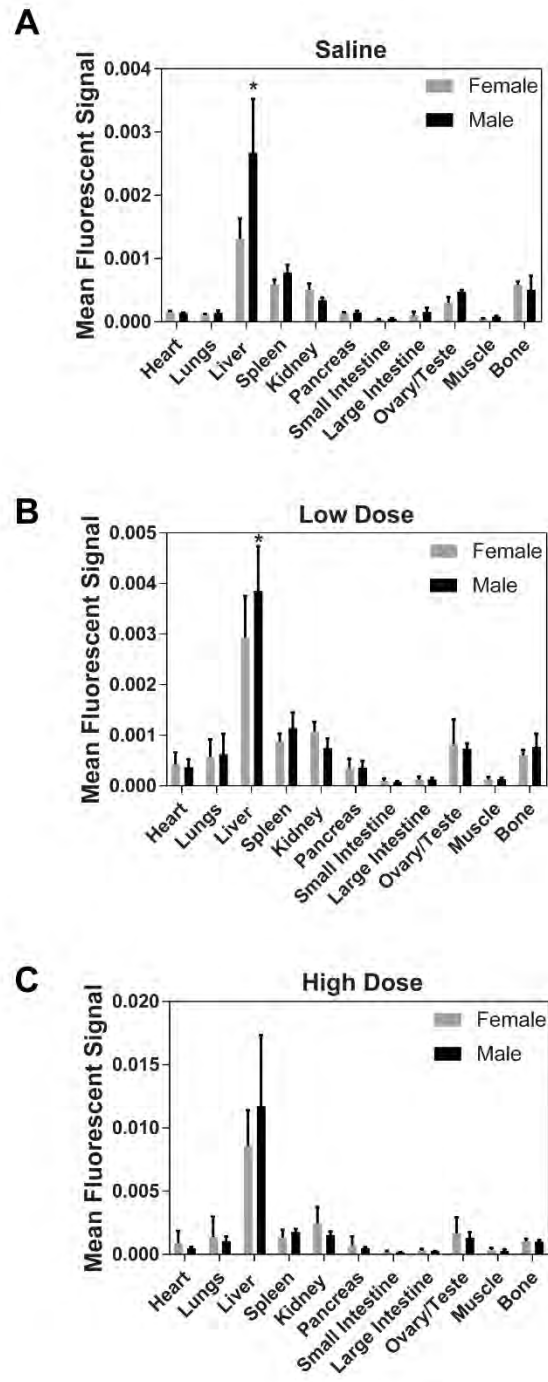 A
Saline
Mean Fluorescent Signal
0.004
0.003
0.002
0.001
0.000
*
Female
Male
Heart
Lungs
Liver
Spleen
Kidney
Pancreas
Small Intestine
Large Intestine
Ovary/Teste
Muscle
Bone
B
Low Dose
Mean Fluorescent Signal
0.005
0.004
0.003
0.002
0.001
0.000
*
Female
Male
Heart
Lungs
Liver
Spleen
Kidney
Pancreas
Small Intestine
Large Intestine
Ovary/Teste
Muscle
Bone
C
High Dose
Mean Fluorescent Signal
0.020
0.015
0.010
0.005
0.000
Female
Male
Heart
Lungs
Liver
Spleen
Kidney
Pancreas
Small Intestine
Large Intestine
Ovary/Teste
Muscle
Bone